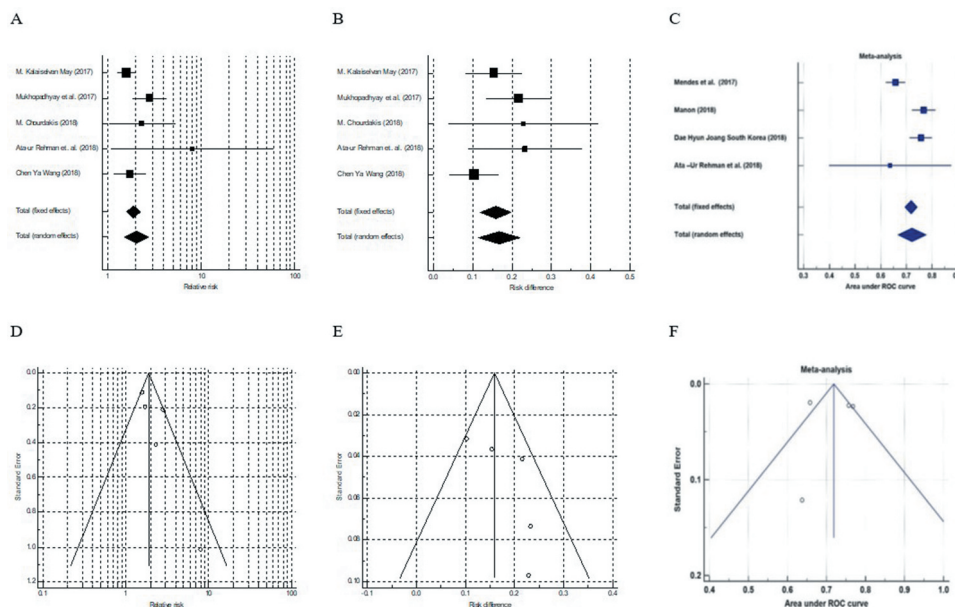 A
M. Kalaiselvan May (2017)
Mukhopadhyay et al. (2017)
M. Chourdakis (2018)
Ata-ur Rehman et. al. (2018)
Chen Ya Wang (2018)
Total (fixed effects)
Total (random effects)
1
10
100
Relative risk
B
M. Kalaiselvan May (2017)
Mukhopadhyay et al. (2017)
M. Chourdakis (2018)
Ata-ur Rehman et. al. (2018)
Chen Ya Wang (2018)
Total (fixed effects)
Total (random effects)
0.0
0.1
0.2
0.3
0.4
0.5
Risk difference
C
Meta-analysis
Mendes et al. (2017)
Manon (2018)
Dae Hyun Joang South Korea (2018)
Ata –Ur Rehman et al. (2018)
Total (fixed effects)
Total (random effects)
0.3
0.4
0.5
0.6
0.7
0.8
Area under ROC curve
D
Standard Error
0.0
0.2
0.4
0.6
0.8
1.0
1.2
0.1
1
10
100
Relative risk
E
Standard Error
0.00
0.02
0.04
0.06
0.08
0.10
-0.1
0.0
0.1
0.2
0.3
0.4
Risk difference
F
Meta-analysis
Standard Error
0.0
0.1
0.2
0.4
0.5
0.6
0.7
0.8
0.9
1.0
Area under ROC curve